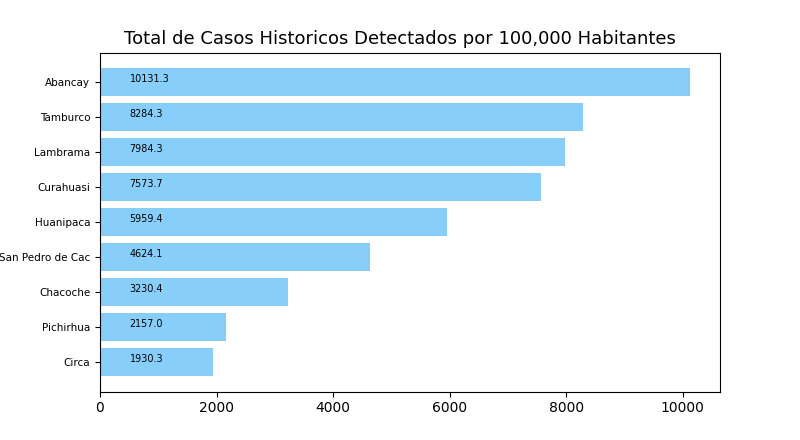 Total de Casos Historicos Detectados por 100,000 Habitantes
Abancay 10131.3
Tamburco 8284.3
Lambrama 7984.3
Curahuasi 7573.7
Huanipaca 5959.4
San Pedro de Cac 4624.1
Chacoche 3230.4
Pichirhua 2157.0
Circa 1930.3
0 2000 4000 6000 8000 10000